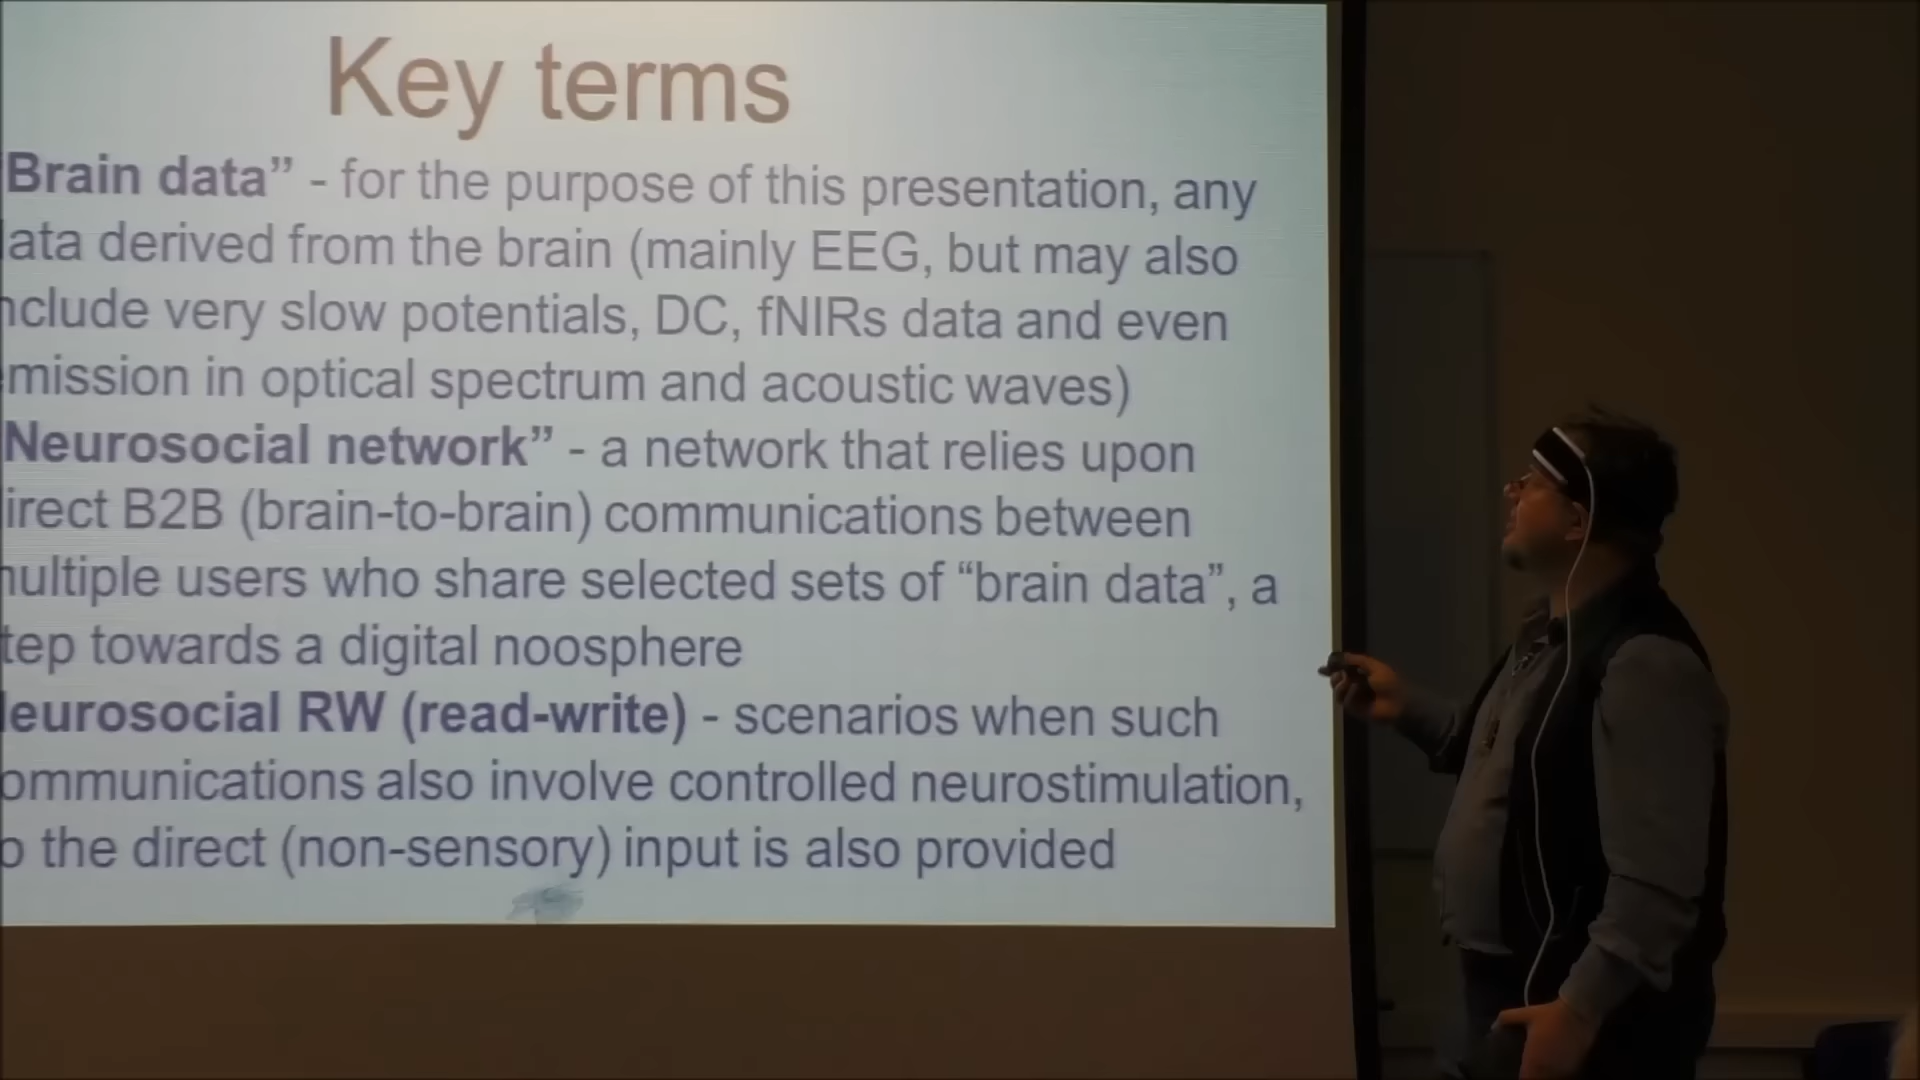 Key terms
Brain data” - for the purpose of this presentation, any
ata derived from the brain (mainly EEG, but may also
nclude very slow potentials, DC, fNIRs data and even
mission in optical spectrum and acoustic waves)
Neurosocial network” - a network that relies upon
irect B2B (brain-to-brain) communications between
ultiple users who share selected sets of “brain data”, a
tep towards a digital noosphere
eurosocial RW (read-write) - scenarios when such
ommunications also involve controlled neurostimulation,
o the direct (non-sensory) input is also provided